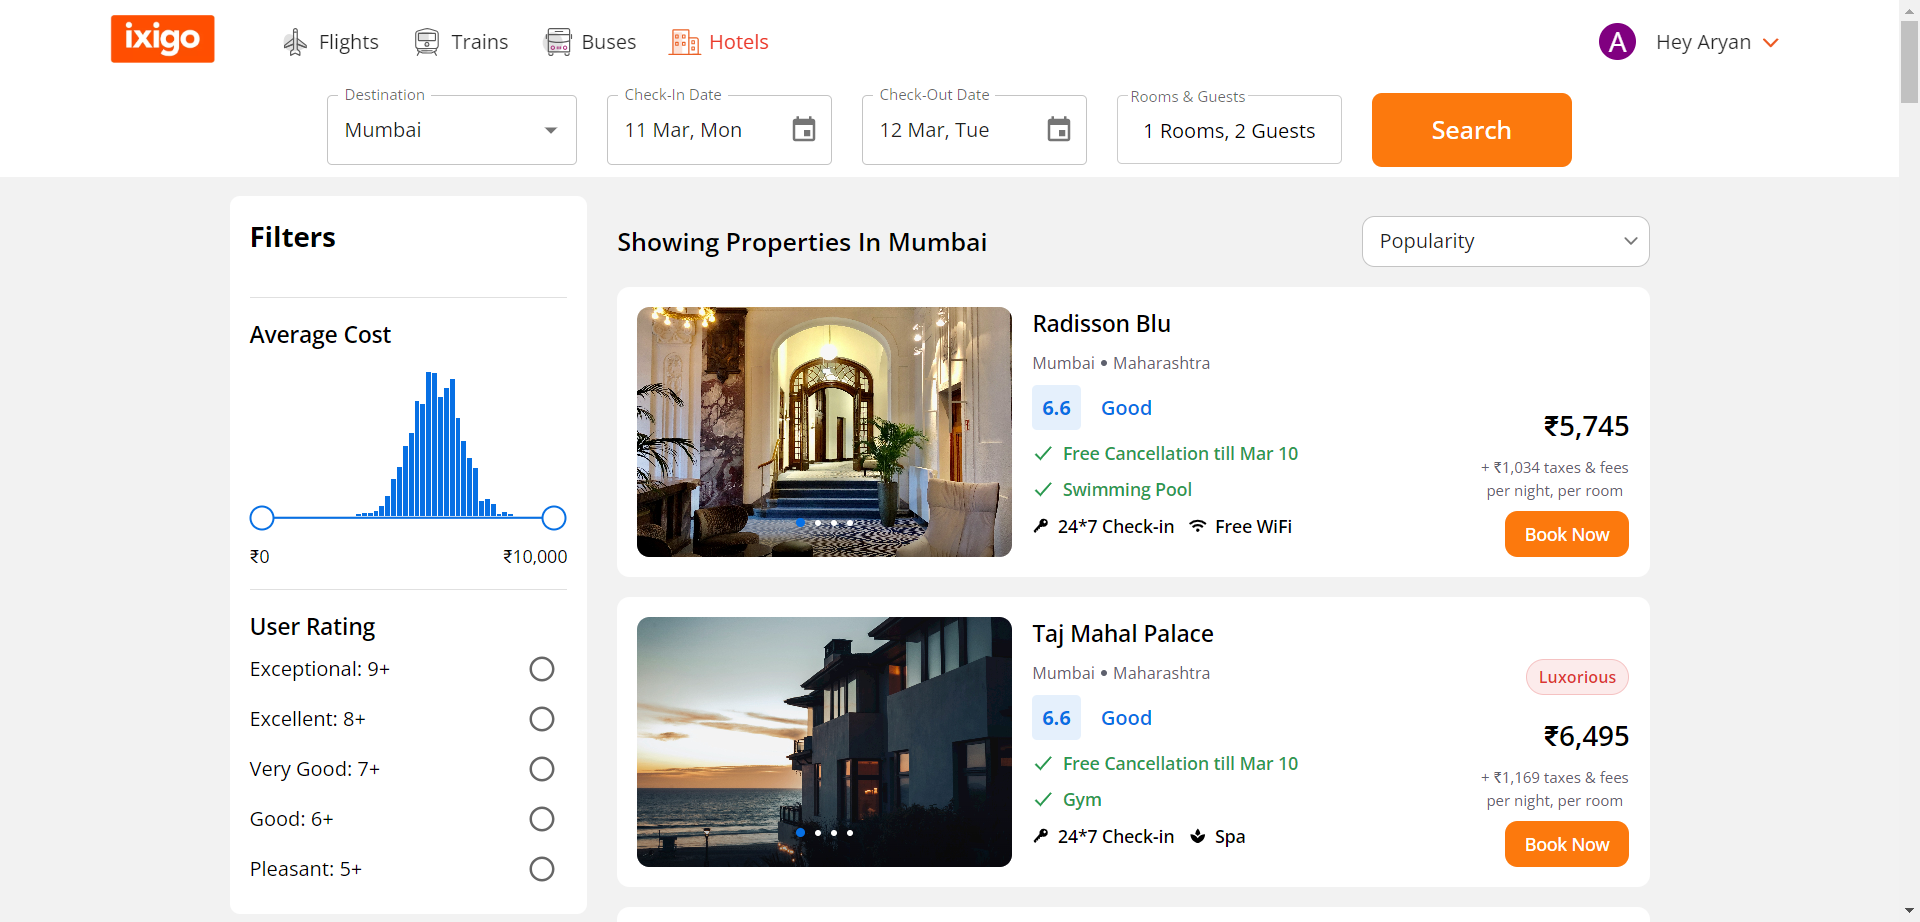 ixigo
Flights
Trains
Buses
Hotels
A
Hey Aryan
Destination
Mumbai
Check-In Date
11 Mar, Mon
Check-Out Date
12 Mar, Tue
Rooms & Guests
1 Rooms, 2 Guests
Search
Filters
Average Cost
₹0
₹10,000
User Rating
Exceptional: 9+
Excellent: 8+
Very Good: 7+
Good: 6+
Pleasant: 5+
Showing Properties In Mumbai
Popularity
Radisson Blu
Mumbai • Maharashtra
6.6 Good
Free Cancellation till Mar 10
Swimming Pool
24*7 Check-in Free WiFi
₹5,745
+ ₹1,034 taxes & fees
per night, per room
Book Now
Taj Mahal Palace
Mumbai • Maharashtra
6.6 Good
Free Cancellation till Mar 10
Gym
24*7 Check-in Spa
Luxorious
₹6,495
+ ₹1,169 taxes & fees
per night, per room
Book Now